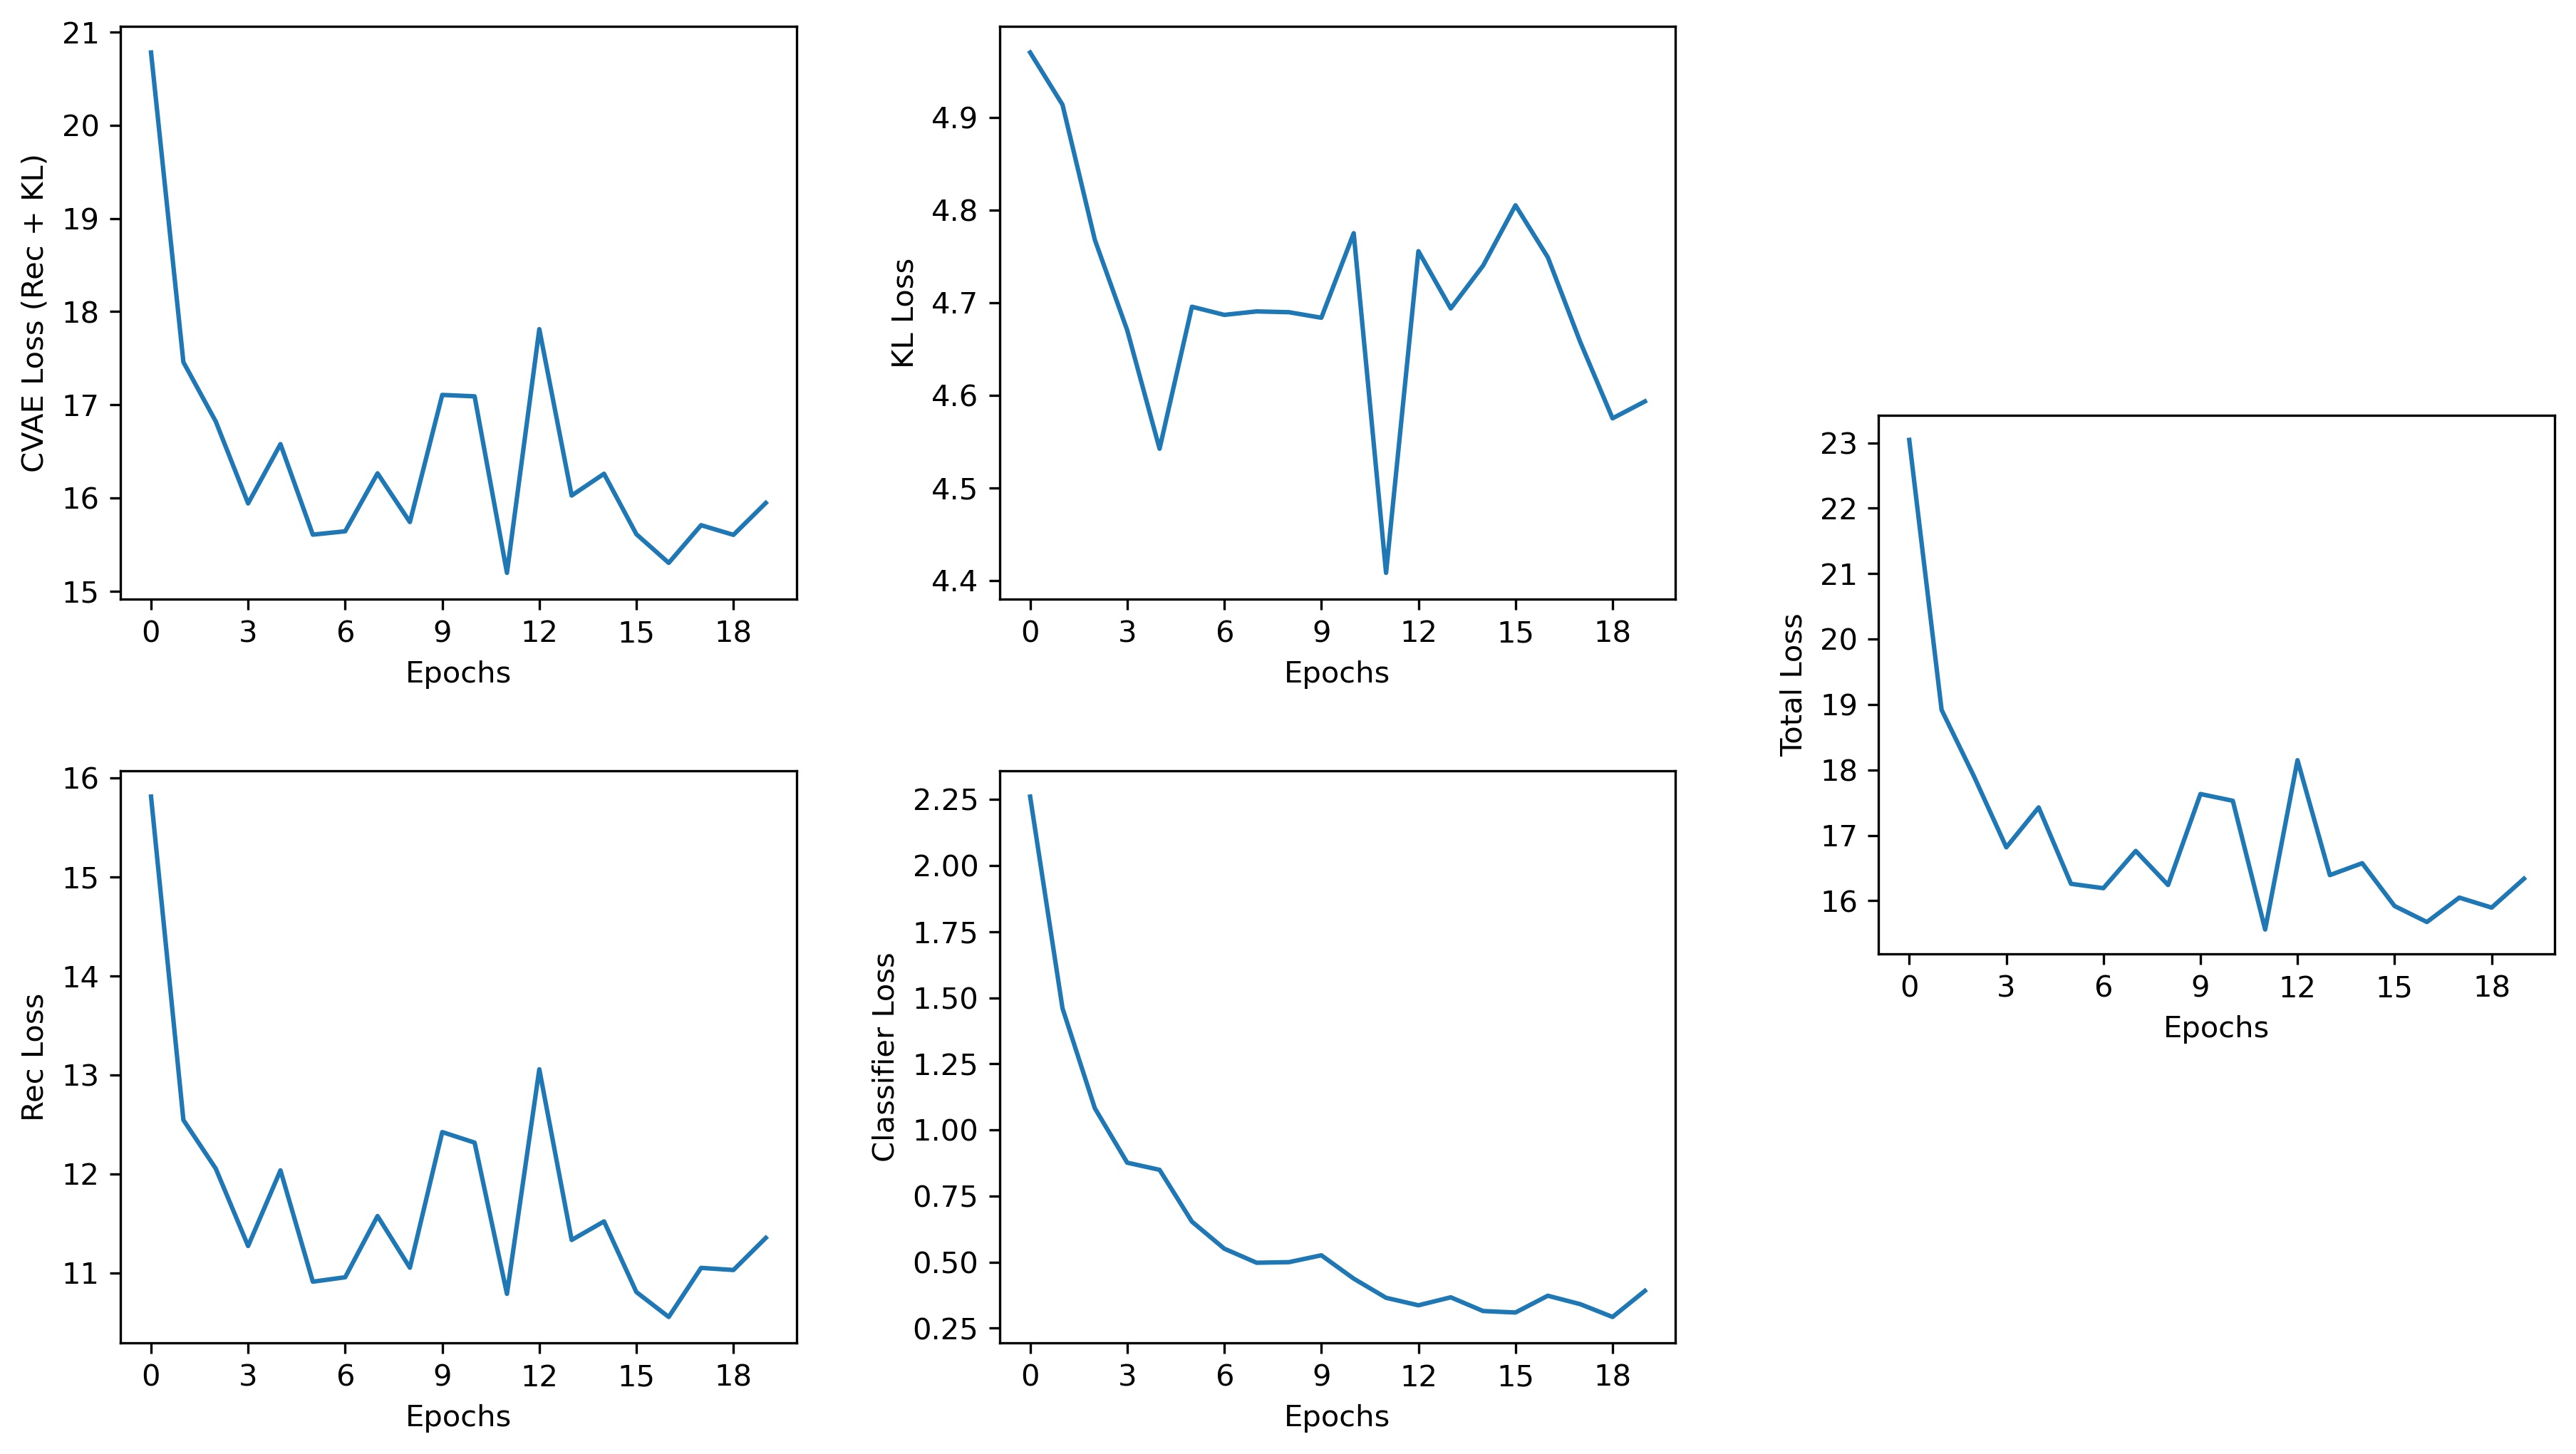 CVAE Loss (Rec + KL)
21
20
19
18
17
16
15
0 3 6 9 12 15 18
Epochs
KL Loss
4.9
4.8
4.7
4.6
4.5
4.4
0 3 6 9 12 15 18
Epochs
Rec Loss
16
15
14
13
12
11
0 3 6 9 12 15 18
Epochs
Classifier Loss
2.25
2.00
1.75
1.50
1.25
1.00
0.75
0.50
0.25
0 3 6 9 12 15 18
Epochs
Total Loss
23
22
21
20
19
18
17
16
0 3 6 9 12 15 18
Epochs